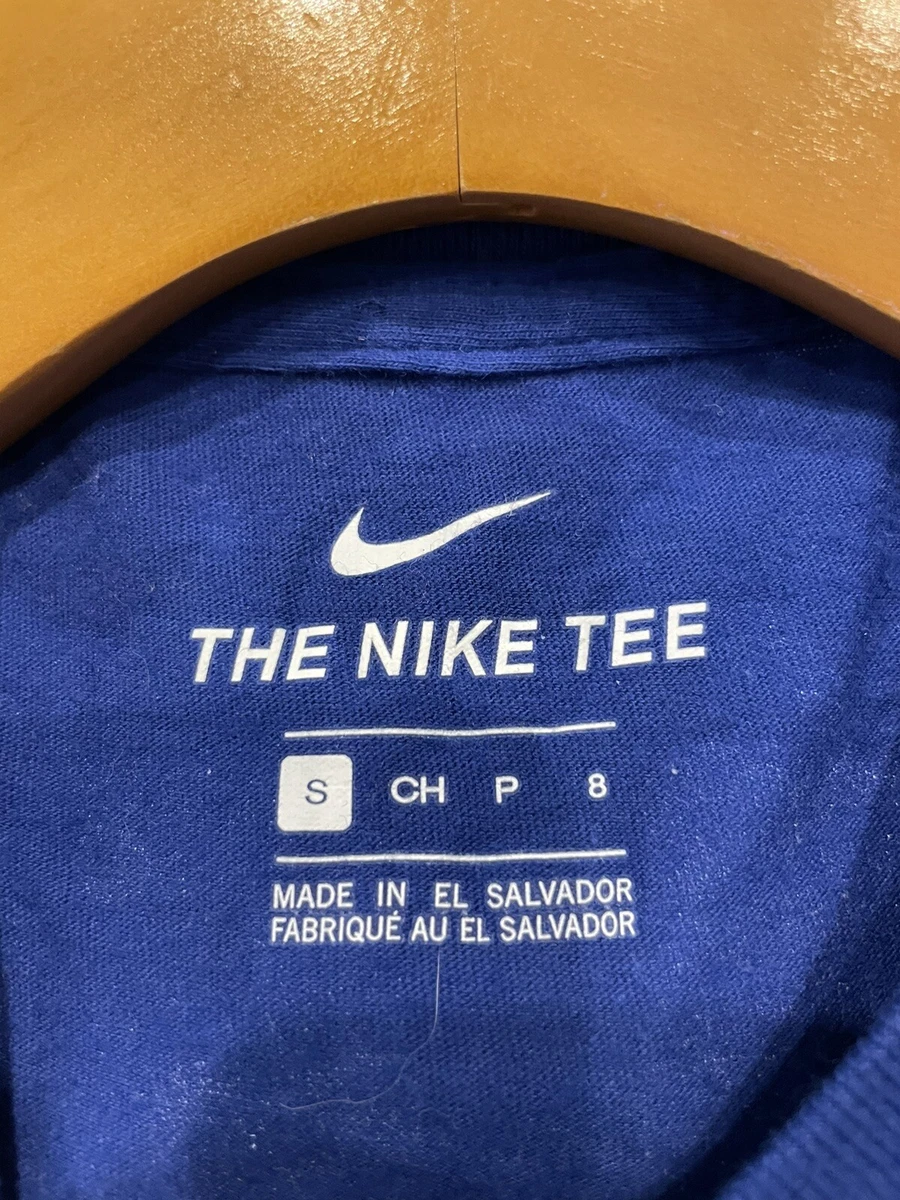 THE NIKE TEE
S CH P 8
MADE IN EL SALVADOR
FABRIQUÉ AU EL SALVADOR